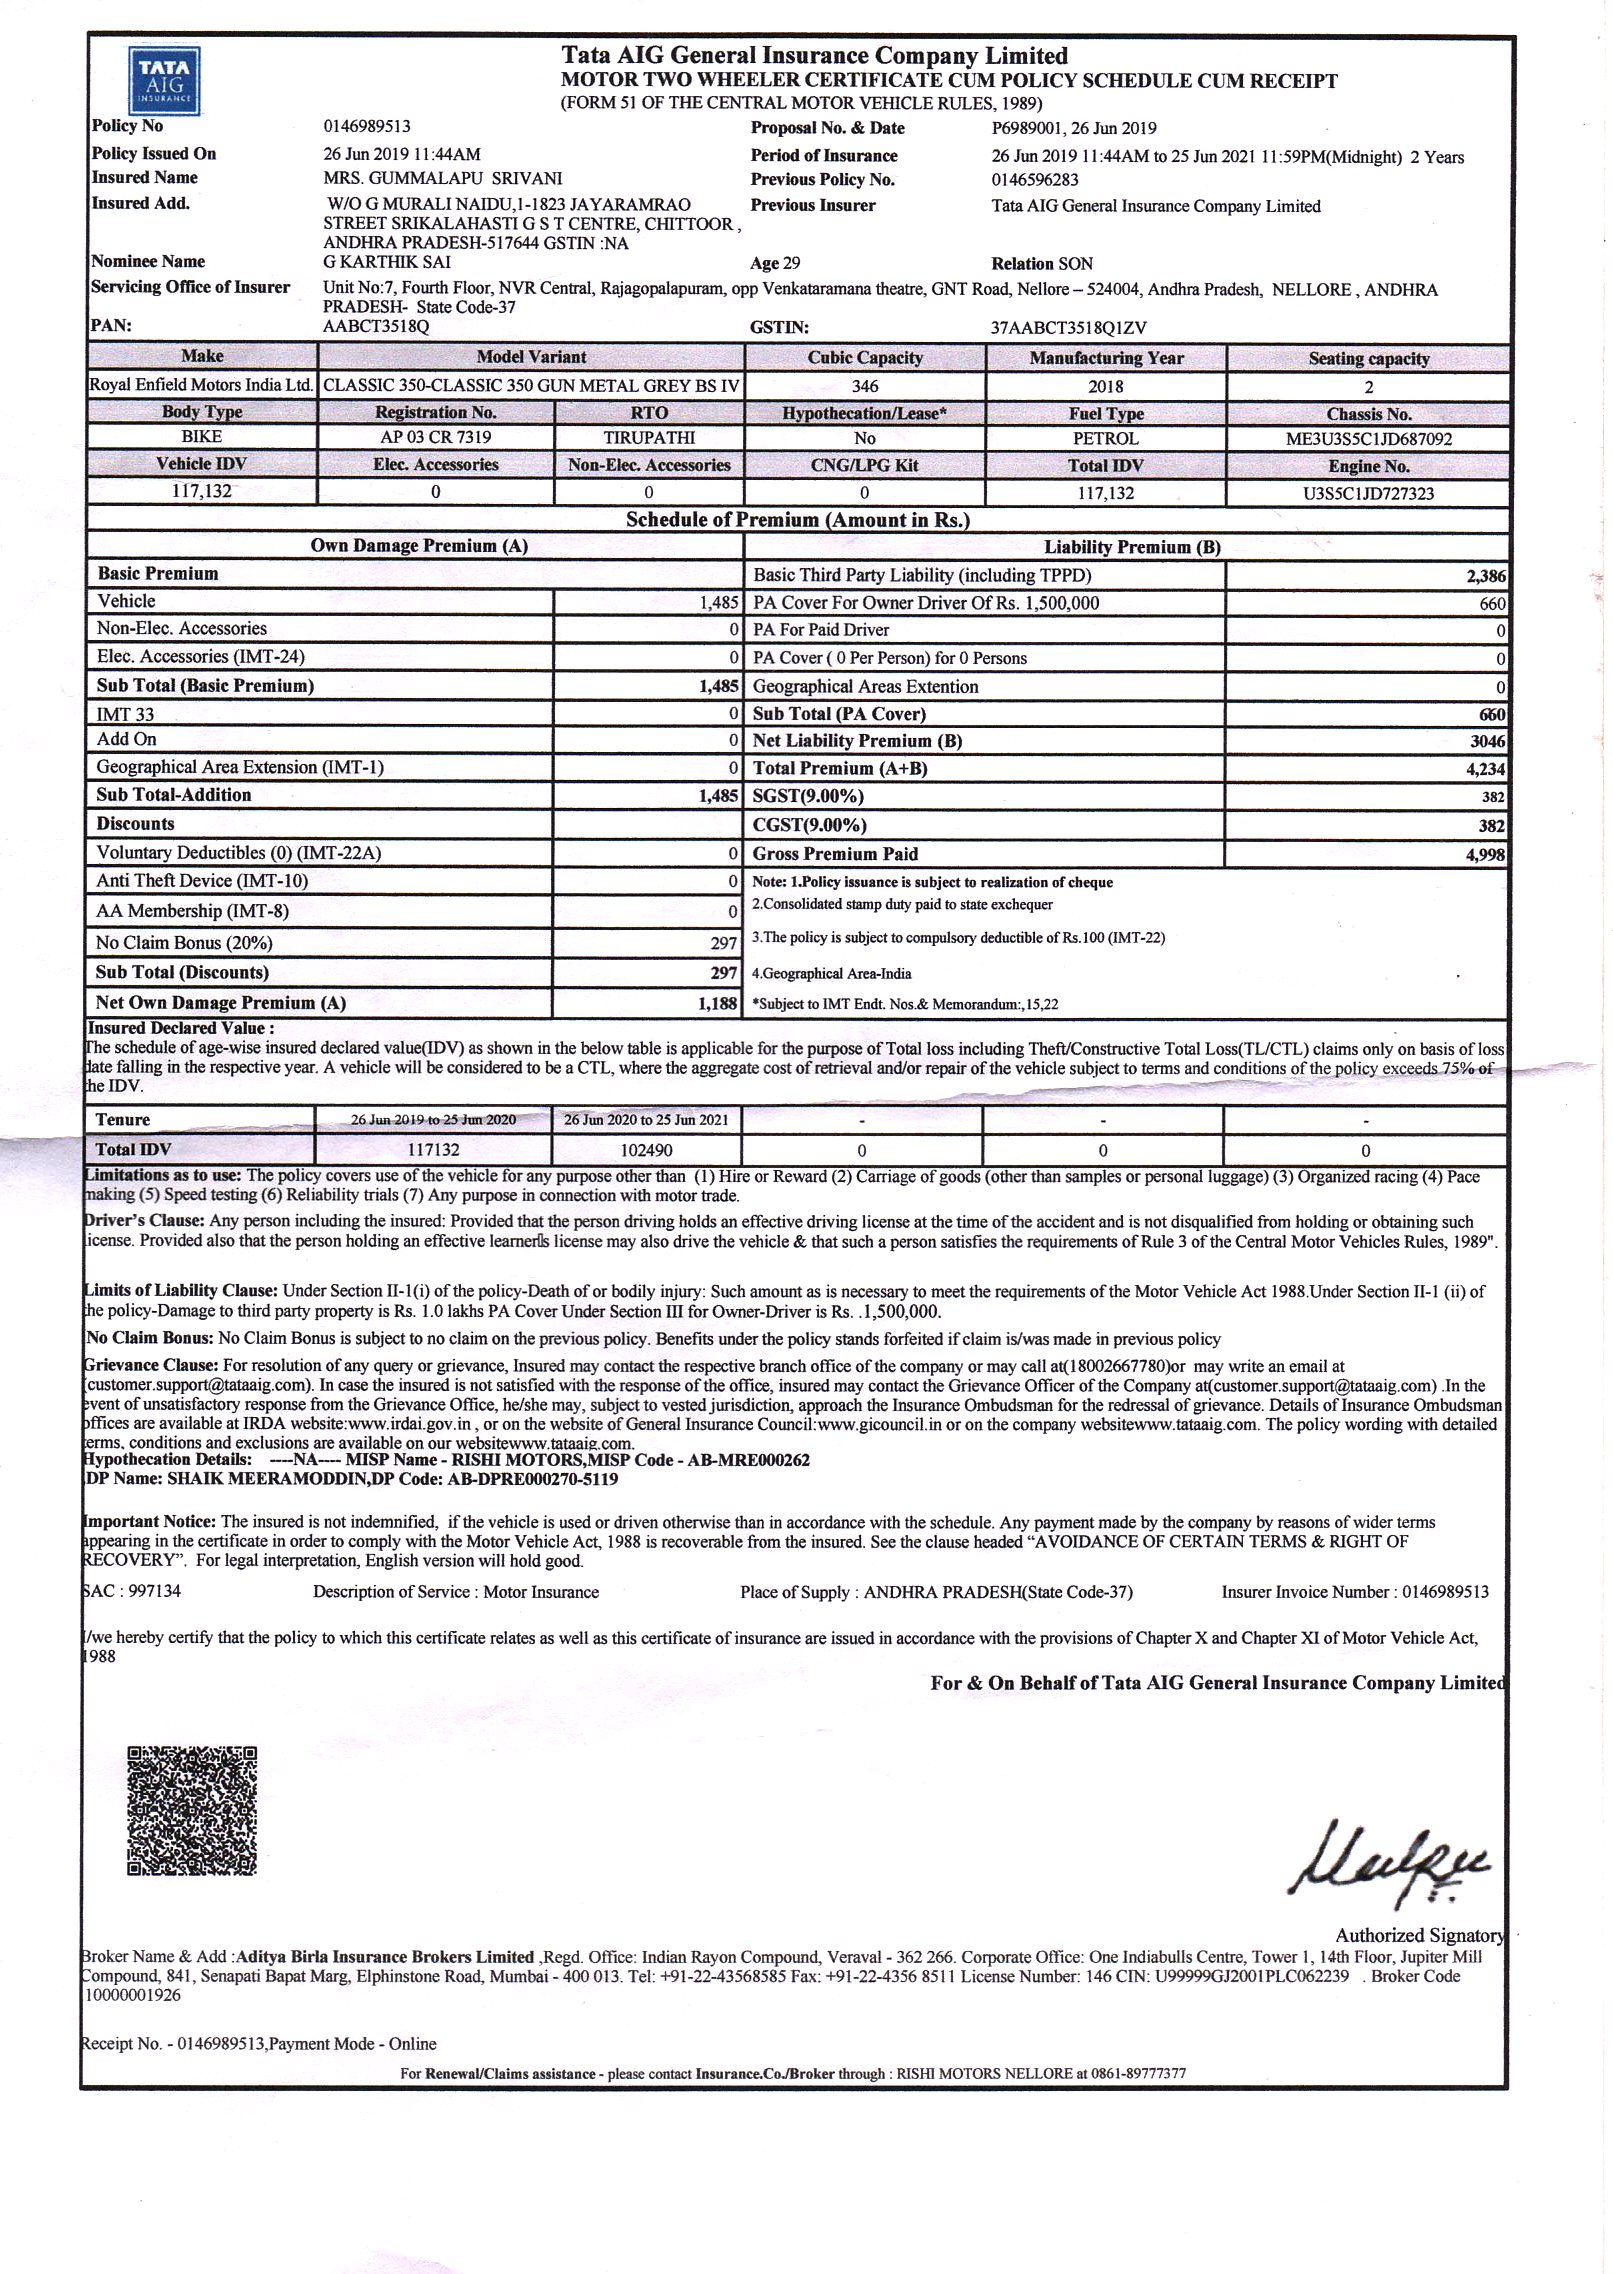 TATA
AIG
INSURANCE
Tata AIG General Insurance Company Limited
MOTOR TWO WHEELER CERTIFICATE CUM POLICY SCHEDULE CUM RECEIPT
(FORM 51 OF THE CENTRAL MOTOR VEHICLE RULES, 1989)
Policy No 0146989513 Proposal No. & Date P6989001, 26 Jun 2019
Policy Issued On 26 Jun 2019 11:44AM Period of Insurance 26 Jun 2019 11:44AM to 25 Jun 2021 11:59PM(Midnight) 2 Years
Insured Name MRS. GUMMALAPU SRIVANI Previous Policy No. 0146596283
Insured Add. W/O G MURALI NAIDU,1-1823 JAYARAMRAO Previous Insurer Tata AIG General Insurance Company Limited
STREET SRIKALAHASTI G S T CENTRE, CHITTOOR ,
ANDHRA PRADESH-517644 GSTIN :NA
Nominee Name G KARTHIK SAI Age 29 Relation SON
Servicing Office of Insurer Unit No:7, Fourth Floor, NVR Central, Rajagopalapuram, opp Venkataramana theatre, GNT Road, Nellore – 524004, Andhra Pradesh, NELLORE , ANDHRA
PRADESH- State Code-37
PAN: AABCT3518Q GSTIN: 37AABCT3518Q1ZV
Make Model Variant Cubic Capacity Manufacturing Year Seating capacity
Royal Enfield Motors India Ltd. CLASSIC 350-CLASSIC 350 GUN METAL GREY BS IV 346 2018 2
Body Type Registration No. RTO Hypothecation/Lease* Fuel Type Chassis No.
BIKE AP 03 CR 7319 TIRUPATHI No PETROL ME3U3S5C1JD687092
Vehicle IDV Elec. Accessories Non-Elec. Accessories CNG/LPG Kit Total IDV Engine No.
117,132 0 0 0 117,132 U3S5C1JD727323
Schedule of Premium (Amount in Rs.)
Own Damage Premium (A) Liability Premium (B)
Basic Premium Basic Third Party Liability (including TPPD) 2,386
Vehicle 1,485 PA Cover For Owner Driver Of Rs. 1,500,000 660
Non-Elec. Accessories 0 PA For Paid Driver 0
Elec. Accessories (IMT-24) 0 PA Cover ( 0 Per Person) for 0 Persons 0
Sub Total (Basic Premium) 1,485 Geographical Areas Extention 0
IMT 33 0 Sub Total (PA Cover) 660
Add On 0 Net Liability Premium (B) 3046
Geographical Area Extension (IMT-1) 0 Total Premium (A+B) 4,234
Sub Total-Addition 1,485 SGST(9.00%) 382
Discounts CGST(9.00%) 382
Voluntary Deductibles (0) (IMT-22A) 0 Gross Premium Paid 4,998
Anti Theft Device (IMT-10) 0 Note: 1.Policy issuance is subject to realization of cheque
AA Membership (IMT-8) 0 2.Consolidated stamp duty paid to state exchequer
No Claim Bonus (20%) 297 3.The policy is subject to compulsory deductible of Rs.100 (IMT-22)
Sub Total (Discounts) 297 4.Geographical Area-India
Net Own Damage Premium (A) 1,188 *Subject to IMT Endt. Nos.& Memorandum:,15,22
Insured Declared Value :
The schedule of age-wise insured declared value(IDV) as shown in the below table is applicable for the purpose of Total loss including Theft/Constructive Total Loss(TL/CTL) claims only on basis of loss
date falling in the respective year. A vehicle will be considered to be a CTL, where the aggregate cost of retrieval and/or repair of the vehicle subject to terms and conditions of the policy exceeds 75% of
the IDV.
Tenure 26 Jun 2019 to 25 Jun 2020 26 Jun 2020 to 25 Jun 2021 - - -
Total IDV 117132 102490 0 0 0
Limitations as to use: The policy covers use of the vehicle for any purpose other than (1) Hire or Reward (2) Carriage of goods (other than samples or personal luggage) (3) Organized racing (4) Pace
making (5) Speed testing (6) Reliability trials (7) Any purpose in connection with motor trade.
Driver's Clause: Any person including the insured: Provided that the person driving holds an effective driving license at the time of the accident and is not disqualified from holding or obtaining such
license. Provided also that the person holding an effective learner's license may also drive the vehicle & that such a person satisfies the requirements of Rule 3 of the Central Motor Vehicles Rules, 1989".
Limits of Liability Clause: Under Section II-1(i) of the policy-Death of or bodily injury: Such amount as is necessary to meet the requirements of the Motor Vehicle Act 1988.Under Section II-1 (ii) of
the policy-Damage to third party property is Rs. 1.0 lakhs PA Cover Under Section III for Owner-Driver is Rs. .1,500,000.
No Claim Bonus: No Claim Bonus is subject to no claim on the previous policy. Benefits under the policy stands forfeited if claim is/was made in previous policy
Grievance Clause: For resolution of any query or grievance, Insured may contact the respective branch office of the company or may call at(18002667780)or may write an email at
(customer.support@tataaig.com). In case the insured is not satisfied with the response of the office, insured may contact the Grievance Officer of the Company at(customer.support@tataaig.com) .In the
event of unsatisfactory response from the Grievance Office, he/she may, subject to vested jurisdiction, approach the Insurance Ombudsman for the redressal of grievance. Details of Insurance Ombudsman
offices are available at IRDA website:www.irdai.gov.in , or on the website of General Insurance Council:www.gicouncil.in or on the company websitewww.tataaig.com. The policy wording with detailed
terms, conditions and exclusions are available on our websitewww.tataaig.com.
Hypothecation Details: ----NA---- MISP Name - RISHI MOTORS,MISP Code - AB-MRE000262
DP Name: SHAIK MEERAMODDIN,DP Code: AB-DPRE000270-5119
Important Notice: The insured is not indemnified, if the vehicle is used or driven otherwise than in accordance with the schedule. Any payment made by the company by reasons of wider terms
appearing in the certificate in order to comply with the Motor Vehicle Act, 1988 is recoverable from the insured. See the clause headed “AVOIDANCE OF CERTAIN TERMS & RIGHT OF
RECOVERY”. For legal interpretation, English version will hold good.
SAC : 997134 Description of Service : Motor Insurance Place of Supply : ANDHRA PRADESH(State Code-37) Insurer Invoice Number : 0146989513
I/we hereby certify that the policy to which this certificate relates as well as this certificate of insurance are issued in accordance with the provisions of Chapter X and Chapter XI of Motor Vehicle Act,
1988
For & On Behalf of Tata AIG General Insurance Company Limited
Authorized Signatory
Broker Name & Add :Aditya Birla Insurance Brokers Limited ,Regd. Office: Indian Rayon Compound, Veraval - 362 266. Corporate Office: One Indiabulls Centre, Tower 1, 14th Floor, Jupiter Mill
Compound, 841, Senapati Bapat Marg, Elphinstone Road, Mumbai - 400 013. Tel: +91-22-43568585 Fax: +91-22-4356 8511 License Number: 146 CIN: U99999GJ2001PLC062239 . Broker Code
10000001926
Receipt No. - 0146989513,Payment Mode - Online
For Renewal/Claims assistance - please contact Insurance.Co./Broker through : RISHI MOTORS NELLORE at 0861-89777377